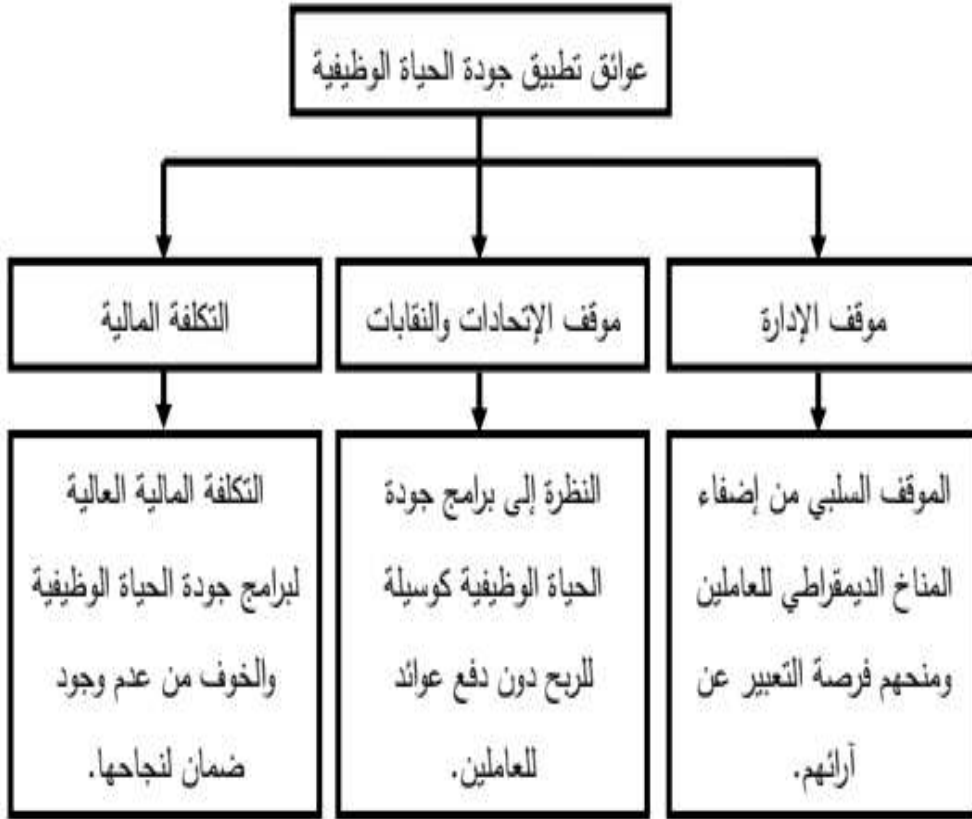 عوائق تطبيق جودة الحياة الوظيفية
موقف الإدارة
موقف الإتحادات والنقابات
التكلفة المالية
الموقف السلبي من إضفاء
المناخ الديمقراطي للعاملين
ومنحهم فرصة التعبير عن
آرائهم.
النظرة إلى برامج جودة
الحياة الوظيفية كوسيلة
للربح دون دفع عوائد
للعاملين.
التكلفة المالية العالية
لبرامج جودة الحياة الوظيفية
والخوف من عدم وجود
ضمان لنجاحها.